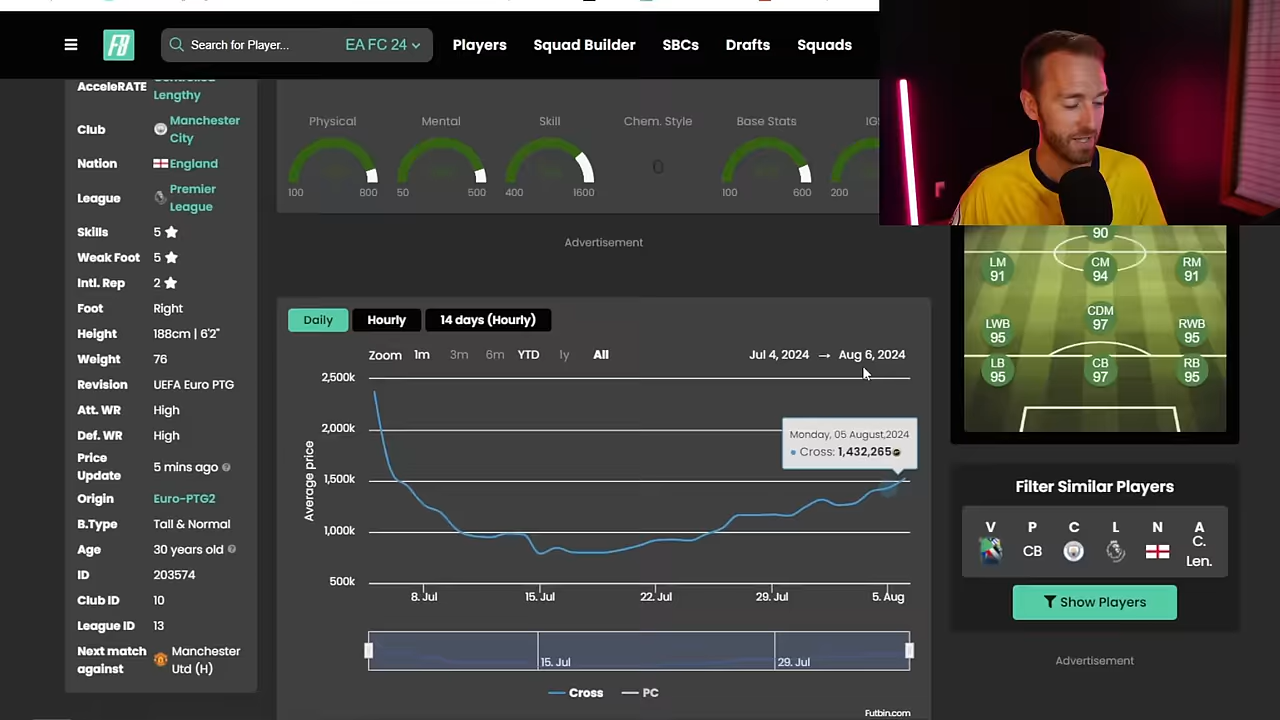 FB
Search for Player...
EA FC 24
Players
Squad Builder
SBCs
Drafts
Squads
AcceleRATE
Controlled
Lengthy
Club
Manchester
City
Nation
England
League
Premier
League
Skills
5
Weak Foot
5
Intl. Rep
2
Foot
Right
Height
188cm | 6'2"
Weight
76
Revision
UEFA Euro PTG
Att. WR
High
Def. WR
High
Price
Update
5 mins ago
Origin
Euro-PTG2
B.Type
Tall & Normal
Age
30 years old
ID
203574
Club ID
10
League ID
13
Next match
against
Manchester
Utd (H)
Physical
Mental
Skill
Chem. Style
Base Stats
IGS
100
800
50
500
400
1600
0
100
600
200
Advertisement
Daily
Hourly
14 days (Hourly)
Zoom
1m
3m
6m
YTD
1y
All
Jul 4, 2024 → Aug 6, 2024
Average price
2,500k
2,000k
1,500k
1,000k
500k
Monday, 05 August,2024
Cross: 1,432,265
8. Jul
15. Jul
22. Jul
29. Jul
5. Aug
15. Jul
29. Jul
Cross
PC
Futbin.com
90
LM
91
CM
94
RM
91
CDM
97
LWB
95
RWB
95
LB
95
CB
97
RB
95
Filter Similar Players
V
P
C
L
N
A
CB
C.
Len.
Show Players
Advertisement